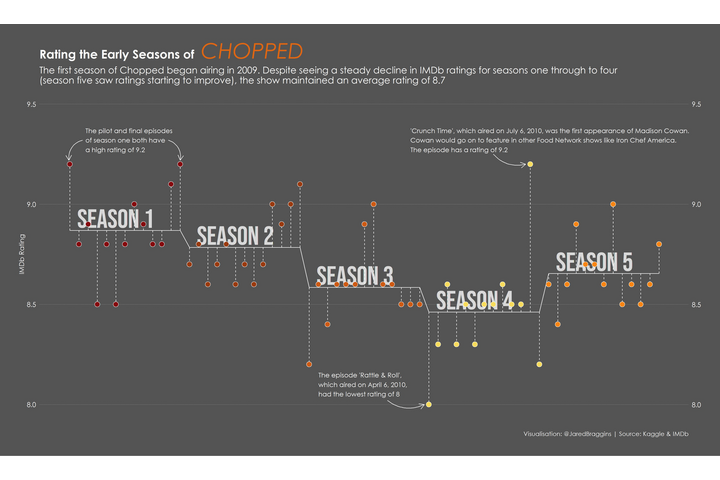 Rating the Early Seasons of CHOPPED
The first season of Chopped began airing in 2009. Despite seeing a steady decline in IMDb ratings for seasons one through to four
(season five saw ratings starting to improve), the show maintained an average rating of 8.7
9.5
9.5
The pilot and final episodes
of season one both have
a high rating of 9.2
'Crunch Time', which aired on July 6, 2010, was the first appearance of Madison Cowan.
Cowan would go on to feature in other Food Network shows like Iron Chef America.
The episode has a rating of 9.2
9.0
9.0
SEASON 1
SEASON 2
SEASON 3
SEASON 4
SEASON 5
IMDb Rating
8.5
8.5
The episode 'Rattle & Roll',
which aired on April 6, 2010,
had the lowest rating of 8
8.0
8.0
Visualisation: @JaredBraggins | Source: Kaggle & IMDb